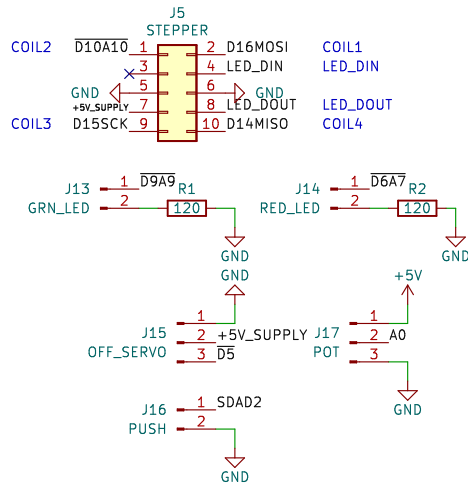 J5
STEPPER
COIL2 D10A10 1 2 D16MOSI COIL1
3 4 LED_DIN LED_DIN
GND 5 6 GND
+5V_SUPPLY 7 8 LED_DOUT LED_DOUT
COIL3 D15SCK 9 10 D14MISO COIL4
J13 1 D9A9 R1
GRN_LED 2 120
GND
J14 1 D6A7 R2
RED_LED 2 120
GND
GND
J15 1
2 +5V_SUPPLY
OFF_SERVO 3 D5
+5V
J17 1
2 A0
POT 3
GND
J16 1 SDAD2
PUSH 2
GND